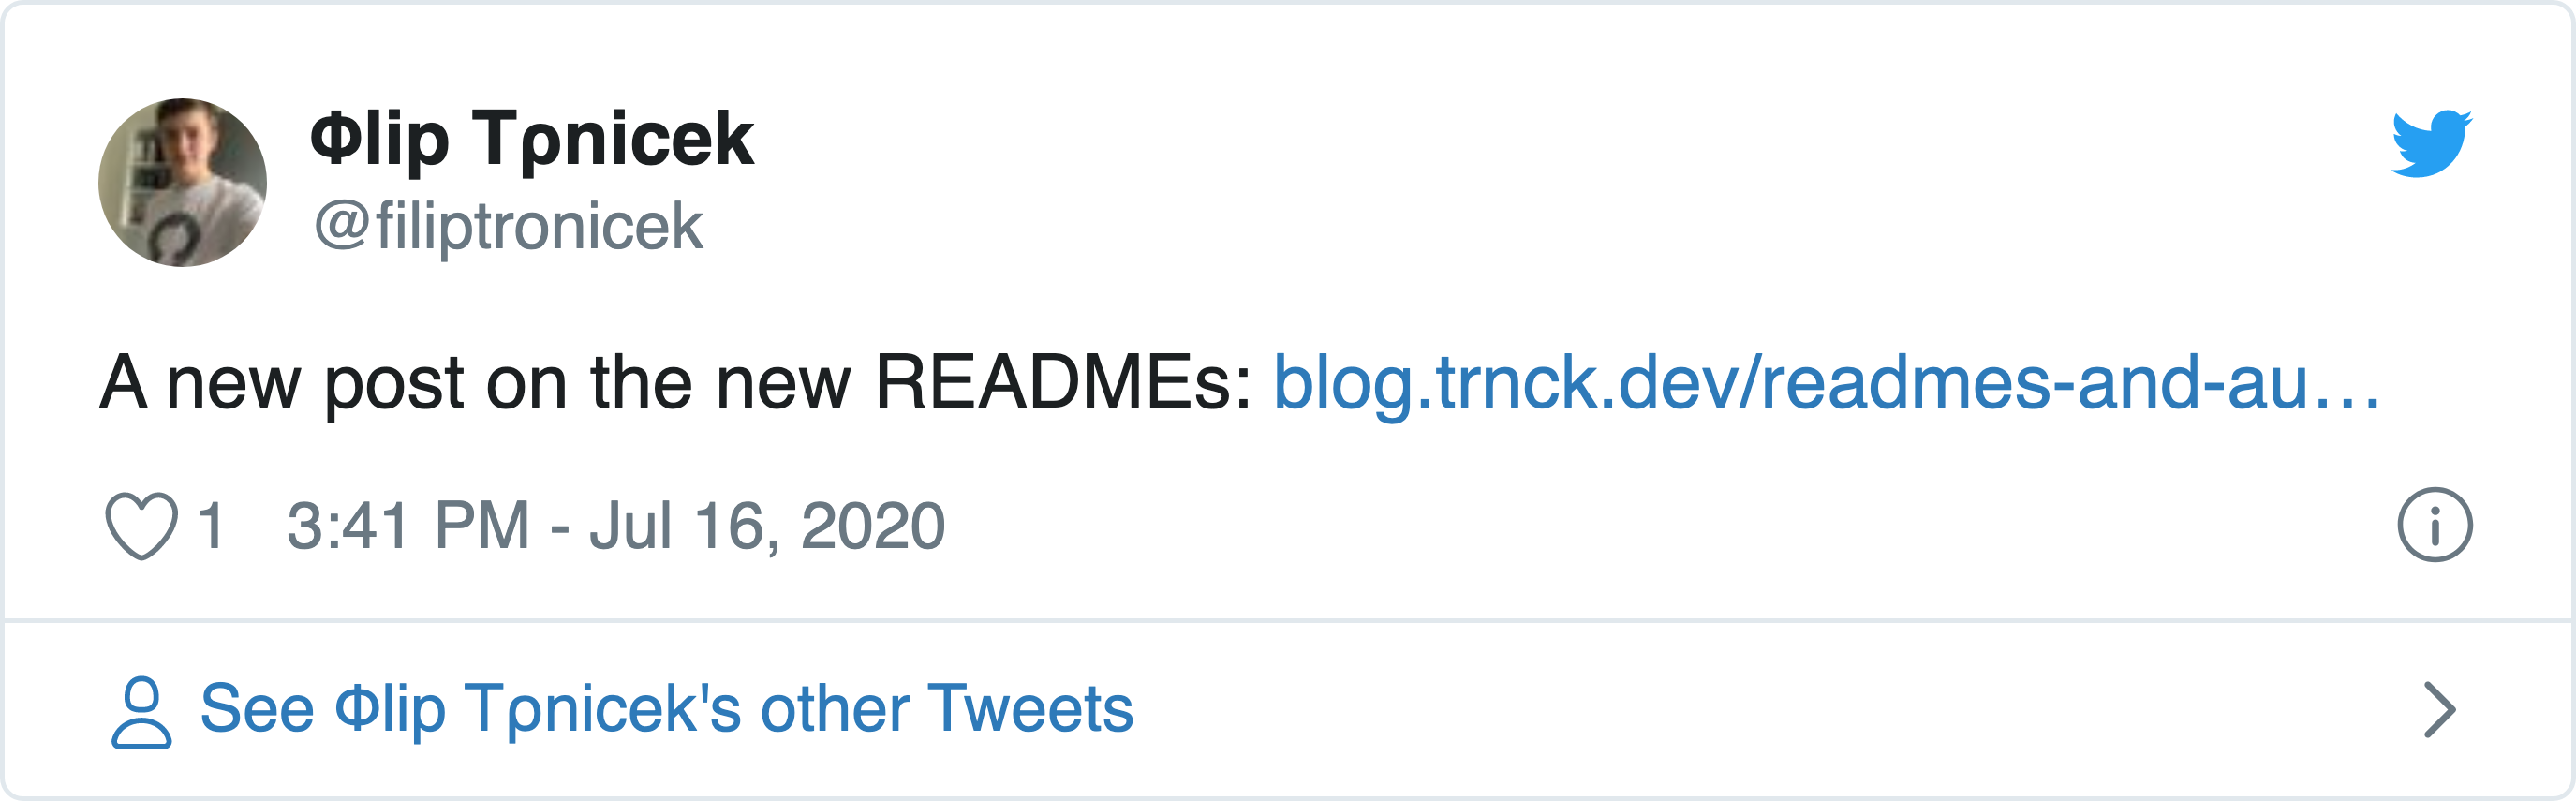 Φlip Tρnicek
@filiptronicek
A new post on the new READMEs: blog.trnck.dev/readmes-and-au…
1 3:41 PM - Jul 16, 2020
See Φlip Tρnicek's other Tweets